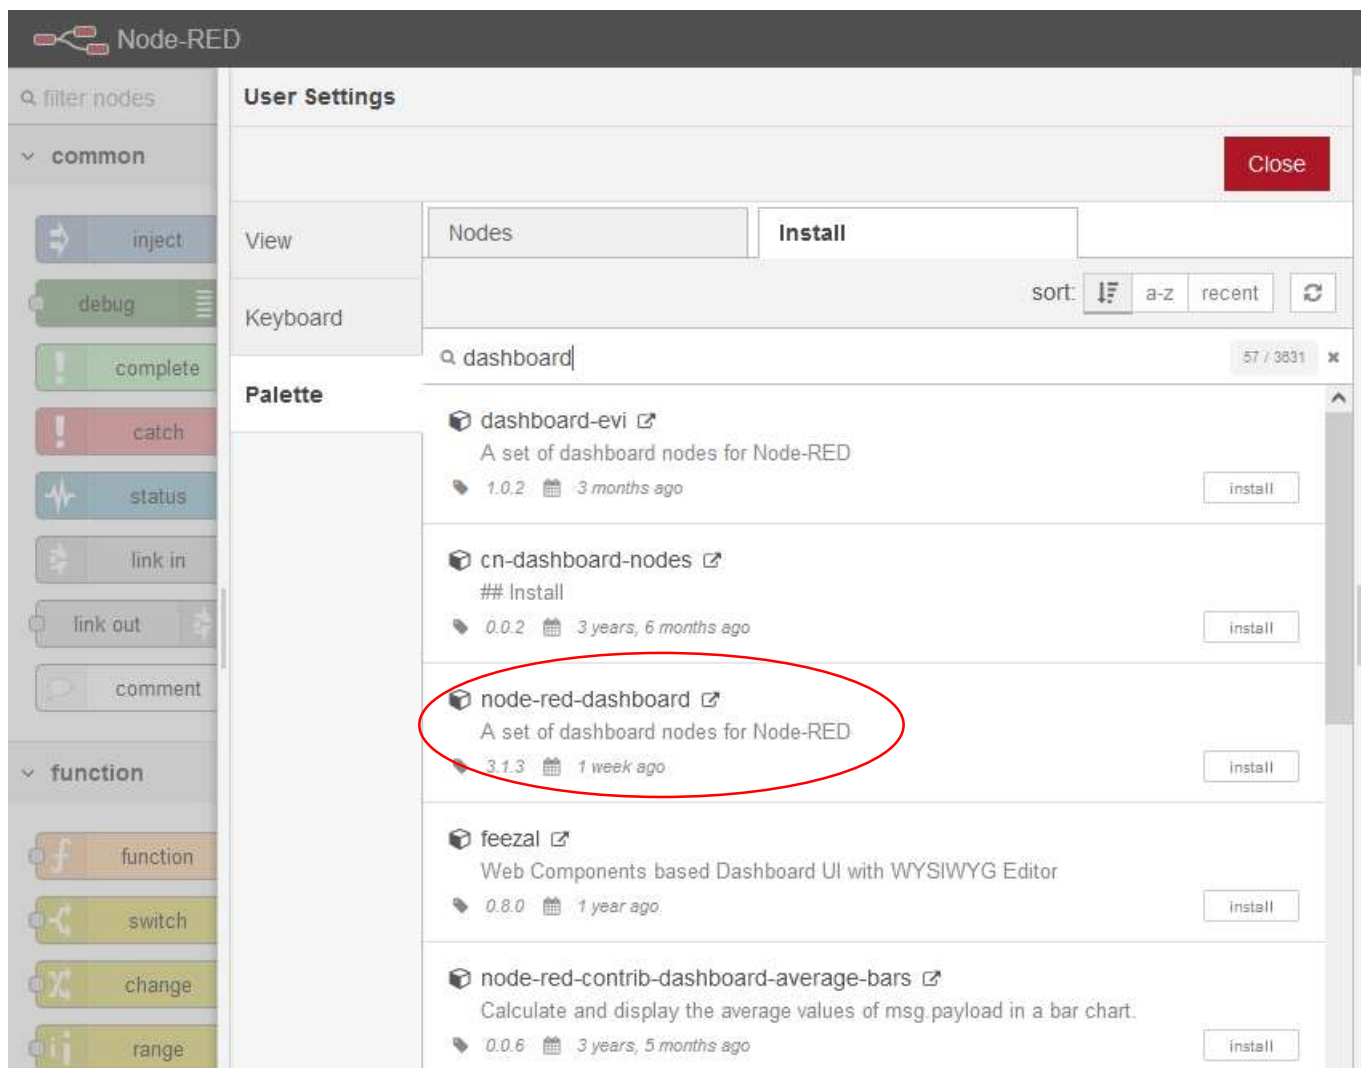 Node-RED
filter nodes
common
inject
debug
complete
catch
status
link in
link out
comment
function
function
switch
change
range
User Settings
Close
View
Keyboard
Palette
Nodes
Install
sort:
a-z
recent
dashboard
57 / 3631
dashboard-evi
A set of dashboard nodes for Node-RED
1.0.2 3 months ago
install
cn-dashboard-nodes
## Install
0.0.2 3 years, 6 months ago
install
node-red-dashboard
A set of dashboard nodes for Node-RED
3.1.3 1 week ago
install
feezal
Web Components based Dashboard UI with WYSIWYG Editor
0.8.0 1 year ago
install
node-red-contrib-dashboard-average-bars
Calculate and display the average values of msg.payload in a bar chart.
0.0.6 3 years, 5 months ago
install